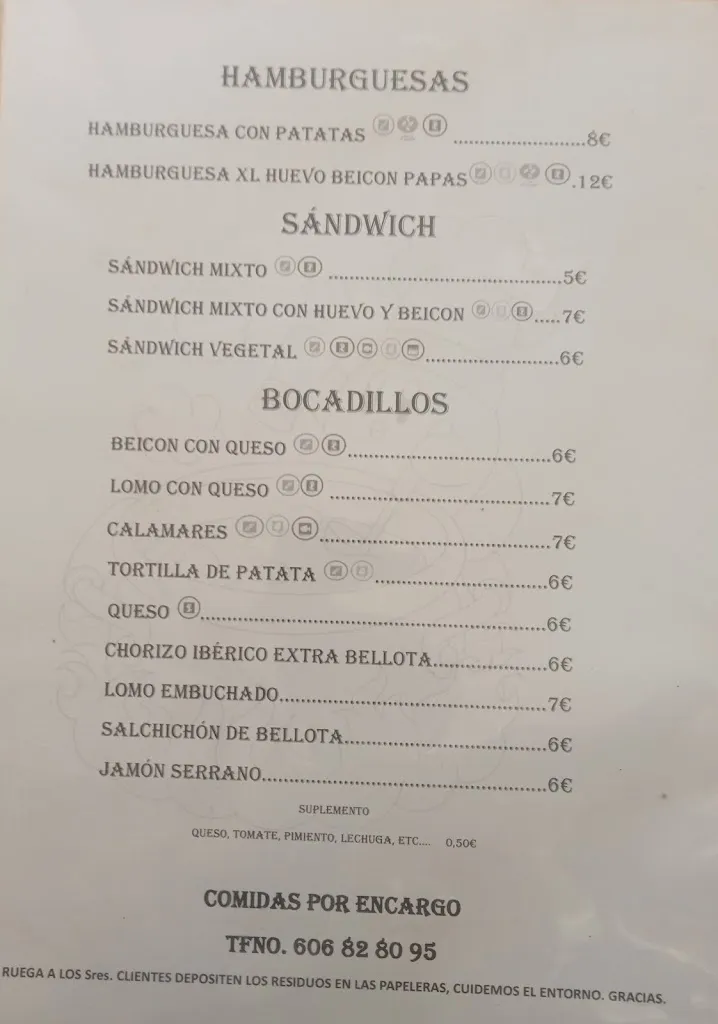 HAMBURGUESAS
HAMBURGUESA CON PATATAS ........................8€
HAMBURGUESA XL HUEVO BEICON PAPAS .12€
SÁNDWICH
SÁNDWICH MIXTO ..........................................5€
SÁNDWICH MIXTO CON HUEVO Y BEICON .....7€
SÁNDWICH VEGETAL ........................6€
BOCADILLOS
BEICON CON QUESO .....................................6€
LOMO CON QUESO ........................................7€
CALAMARES ..........................................7€
TORTILLA DE PATATA ................................6€
QUESO ...............................................................6€
CHORIZO IBÉRICO EXTRA BELLOTA....................6€
LOMO EMBUCHADO.................................................7€
SALCHICHÓN DE BELLOTA.....................................6€
JAMÓN SERRANO.....................................................6€
SUPLEMENTO
QUESO, TOMATE, PIMIENTO, LECHUGA, ETC.... 0,50€
COMIDAS POR ENCARGO
TFNO. 606 82 80 95
RUEGA A LOS Sres. CLIENTES DEPOSITEN LOS RESIDUOS EN LAS PAPELERAS, CUIDEMOS EL ENTORNO. GRACIAS.